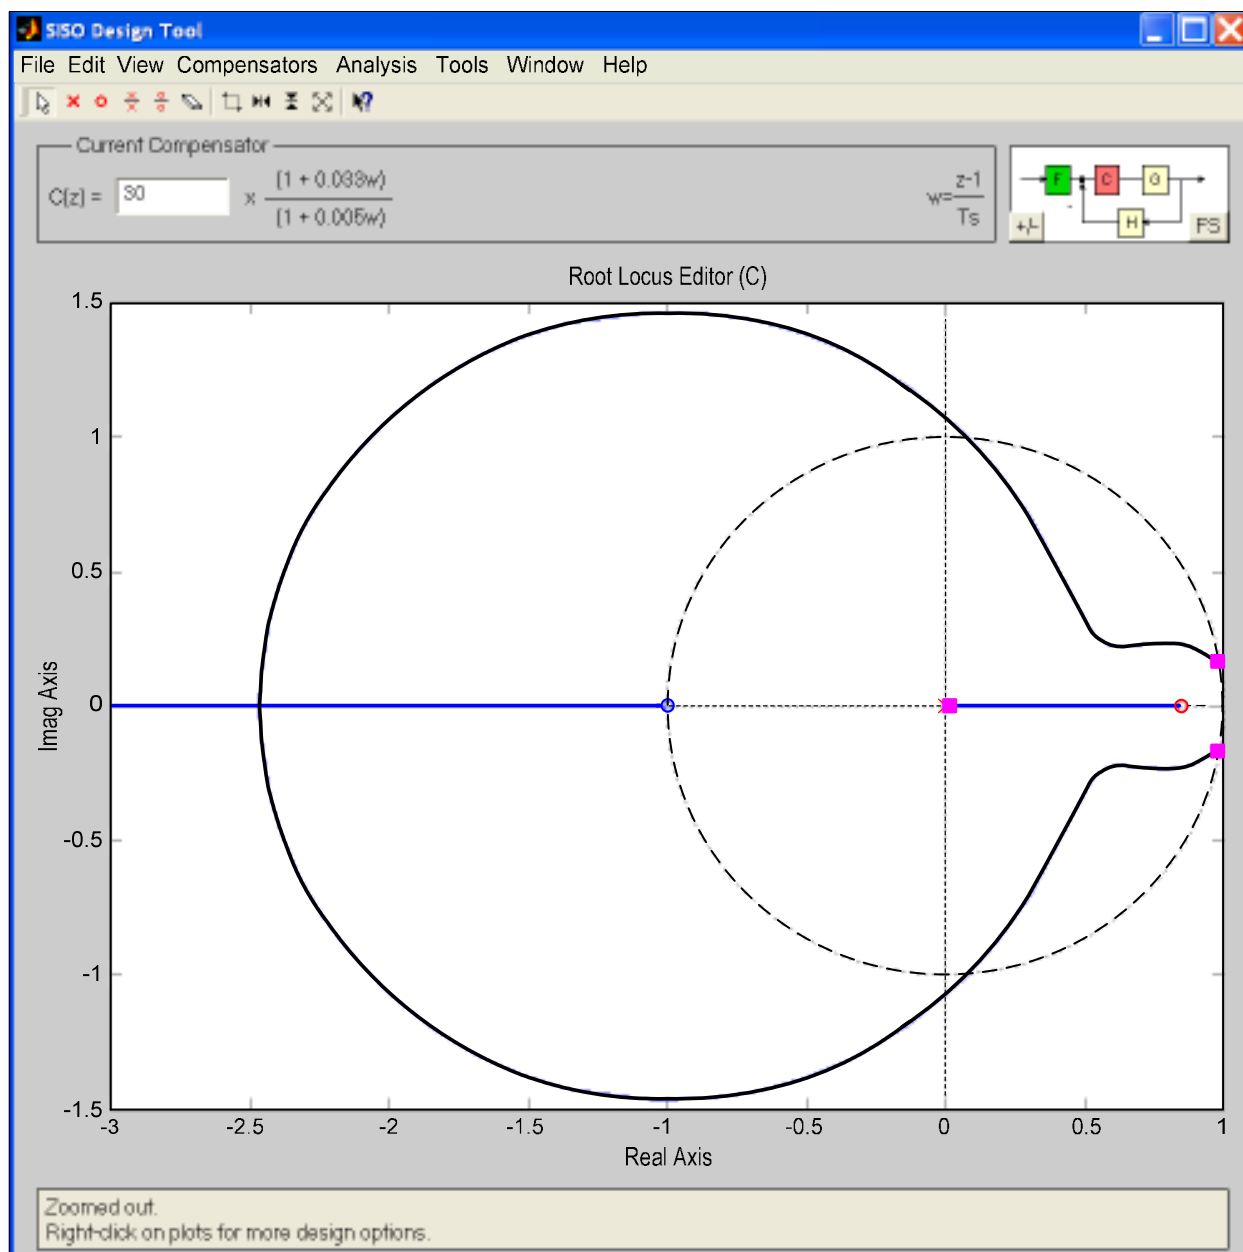 SISO Design Tool
File Edit View Compensators Analysis Tools Window Help
Current Compensator
C(z) = 30 x (1 + 0.033w)
(1 + 0.005w)
w= z-1
Ts
F C G
H
+/- FS
Root Locus Editor (C)
1.5
1
0.5
0
-0.5
-1
-1.5
Imag Axis
-3 -2.5 -2 -1.5 -1 -0.5 0 0.5 1
Real Axis
Zoomed out.
Right-click on plots for more design options.